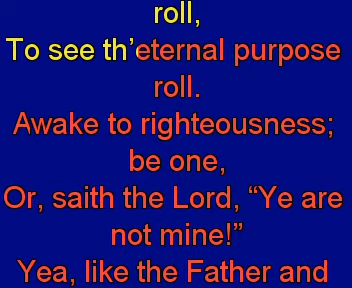 roll,
To see th’eternal purpose
roll.
Awake to righteousness;
be one,
Or, saith the Lord, “Ye are
not mine!”
Yea, like the Father and